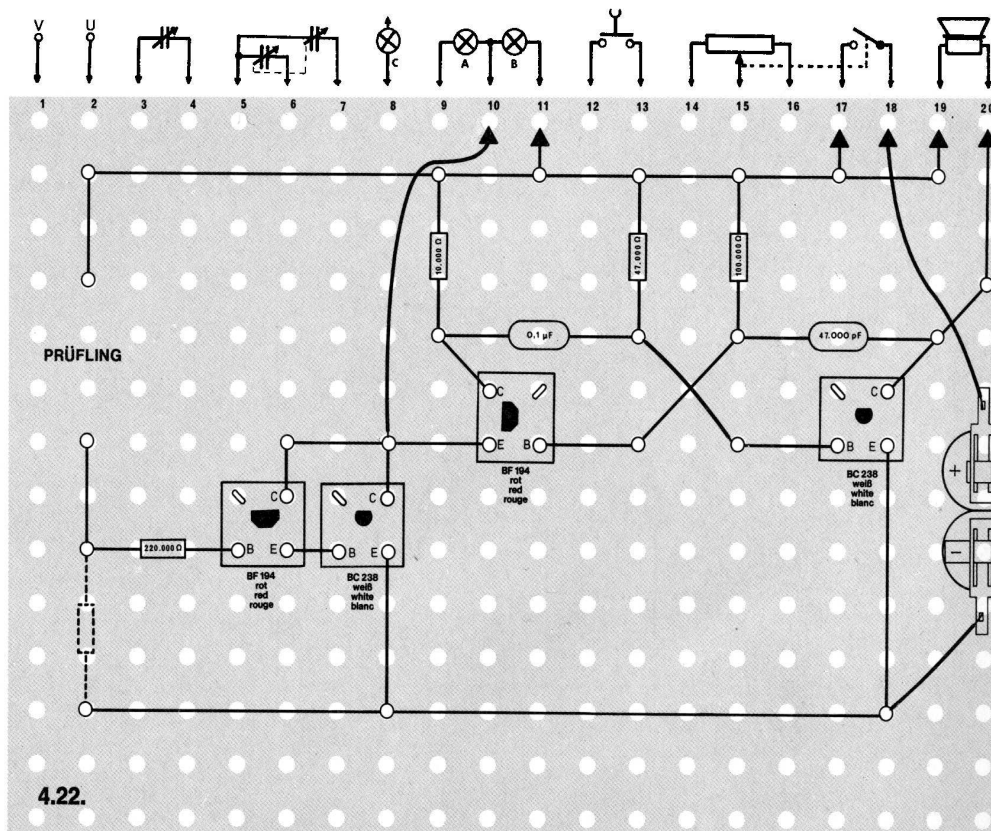 V U
C
A B
1 2 3 4 5 6 7 8 9 10 11 12 13 14 15 16 17 18 19 20
10.000 Ω
47.000 Ω
100.000 Ω
0.1 µF
47.000 pF
PRÜFLING
C
C
E B
B E
BF 194
rot
red
rouge
BC 238
weiß
white
blanc
+
C
C
220.000 Ω
B E
B E
−
BF 194
rot
red
rouge
BC 238
weiß
white
blanc
4.22.